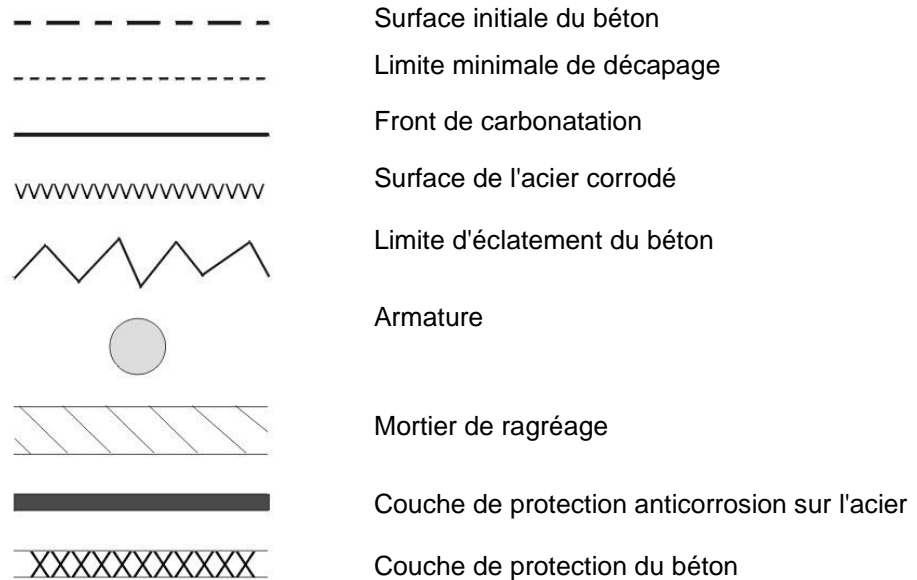 Surface initiale du béton
Limite minimale de décapage
Front de carbonatation
Surface de l'acier corrodé
Limite d'éclatement du béton
Armature
Mortier de ragréage
Couche de protection anticorrosion sur l'acier
Couche de protection du béton